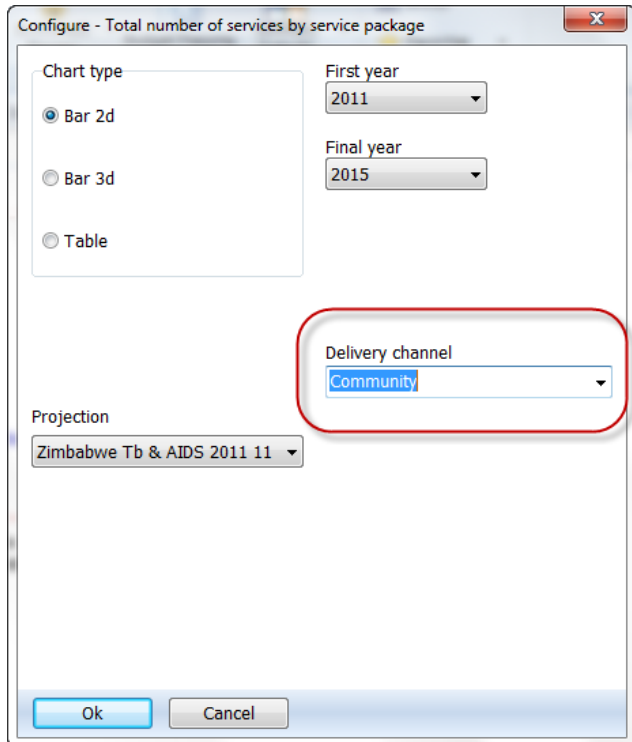 Configure - Total number of services by service package
Chart type
Bar 2d
Bar 3d
Table
First year
2011
Final year
2015
Delivery channel
Community
Projection
Zimbabwe Tb & AIDS 2011 11
Ok
Cancel